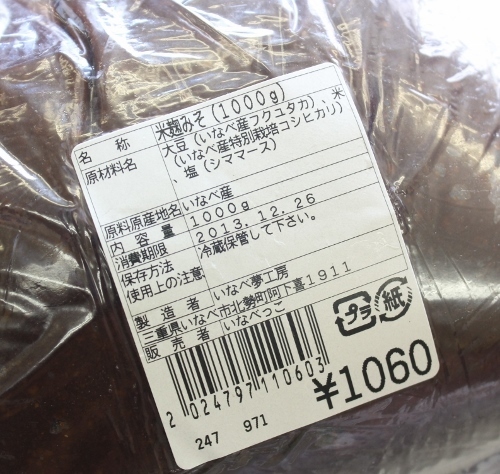 名称 米麹みそ(1000g)
原材料名 大豆(いなべ産フクユタカ)、米
(いなべ産特別栽培コシヒカリ)
、塩(シママース)
原料原産地名 いなべ産
内容量 1000g
消費期限 2013.12.26
保存方法 冷蔵保管して下さい。
使用上の注意
製造者 いなべ夢工房
三重県いなべ市北勢町阿下喜1911
販売者 いなべっこ
プラ 紙
2 024797 110603
¥1060
247 971